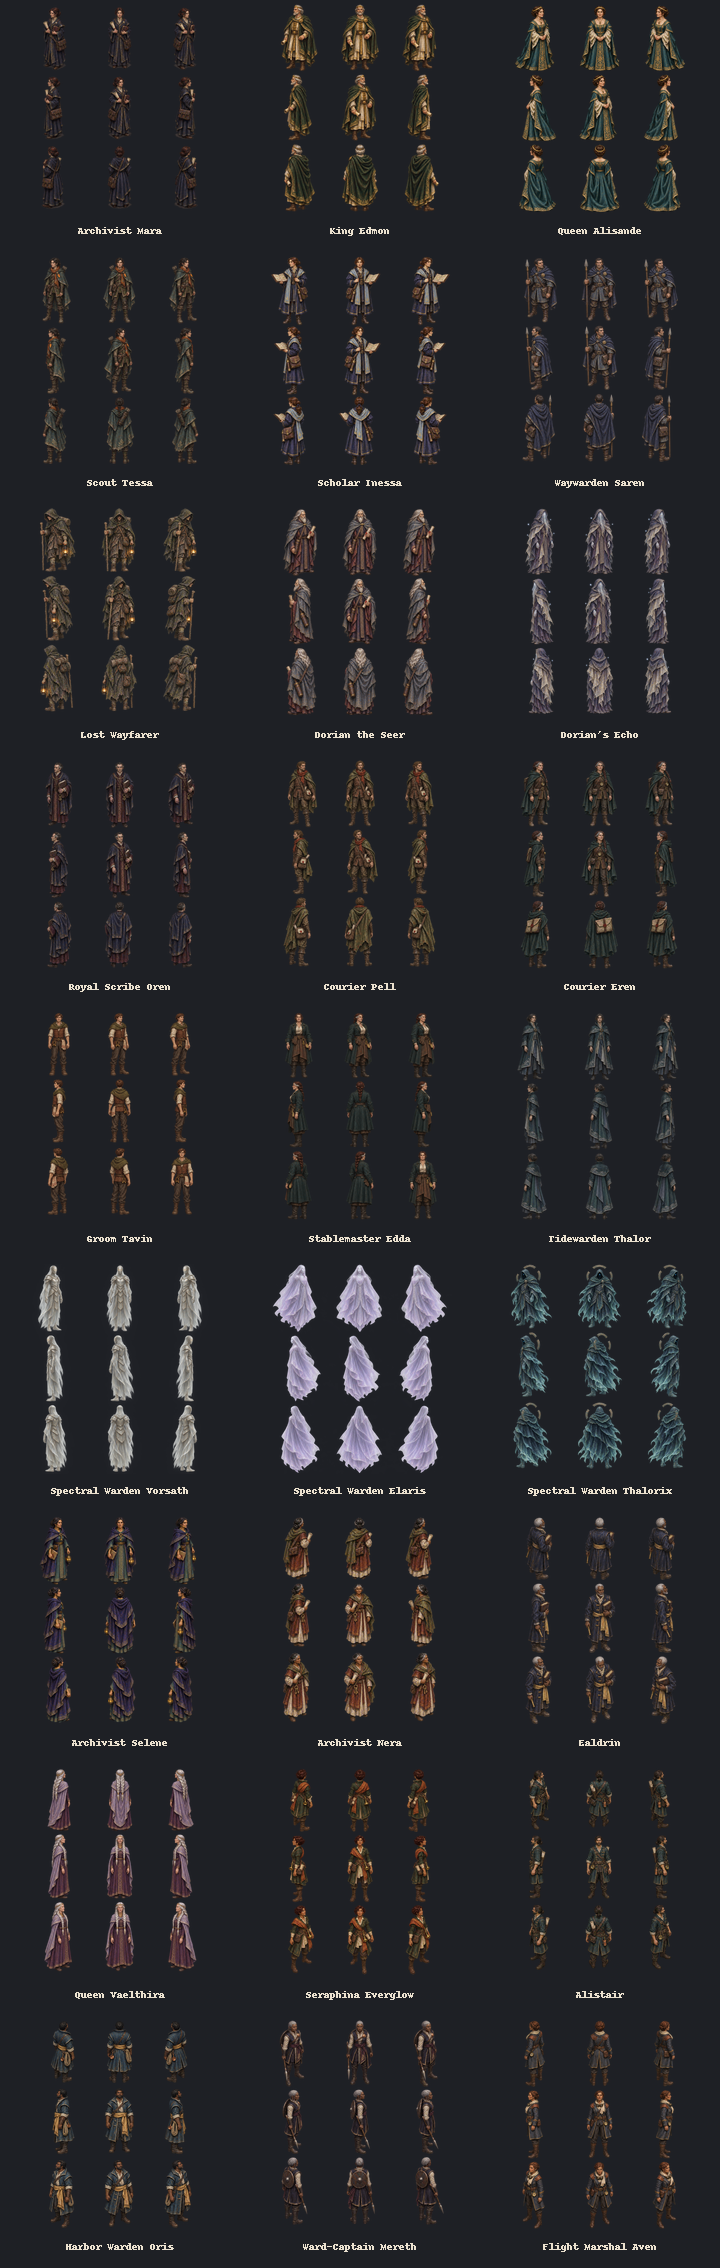 Archivist Mara
King Edmon
Queen Alisande
Scout Tessa
Scholar Inessa
Waywarden Saren
Lost Wayfarer
Dorian the Seer
Dorian's Echo
Royal Scribe Oren
Courier Pell
Courier Eren
Groom Tavin
Stablemaster Edda
Tidewarden Thalor
Spectral Warden Vorsath
Spectral Warden Elaris
Spectral Warden Thalorix
Archivist Selene
Archivist Nera
Ealdrin
Queen Vaelthira
Seraphina Everglow
Alistair
Harbor Warden Oris
Ward-Captain Mereth
Flight Marshal Aven